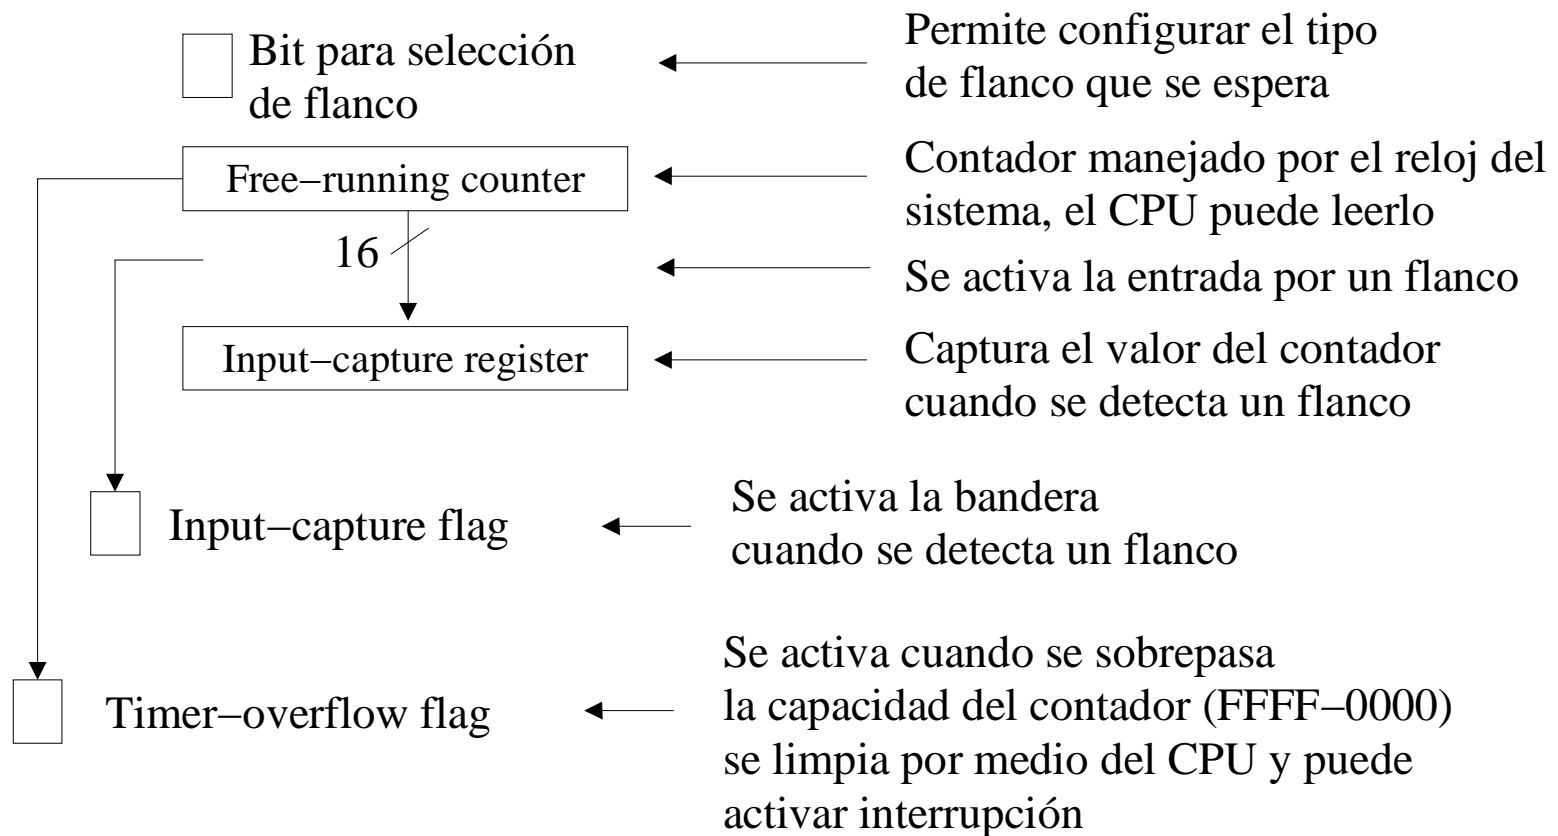 Bit para selección
de flanco
Permite configurar el tipo
de flanco que se espera
Free−running counter
Contador manejado por el reloj del
sistema, el CPU puede leerlo
16
Se activa la entrada por un flanco
Input−capture register
Captura el valor del contador
cuando se detecta un flanco
Input−capture flag
Se activa la bandera
cuando se detecta un flanco
Timer−overflow flag
Se activa cuando se sobrepasa
la capacidad del contador (FFFF−0000)
se limpia por medio del CPU y puede
activar interrupción